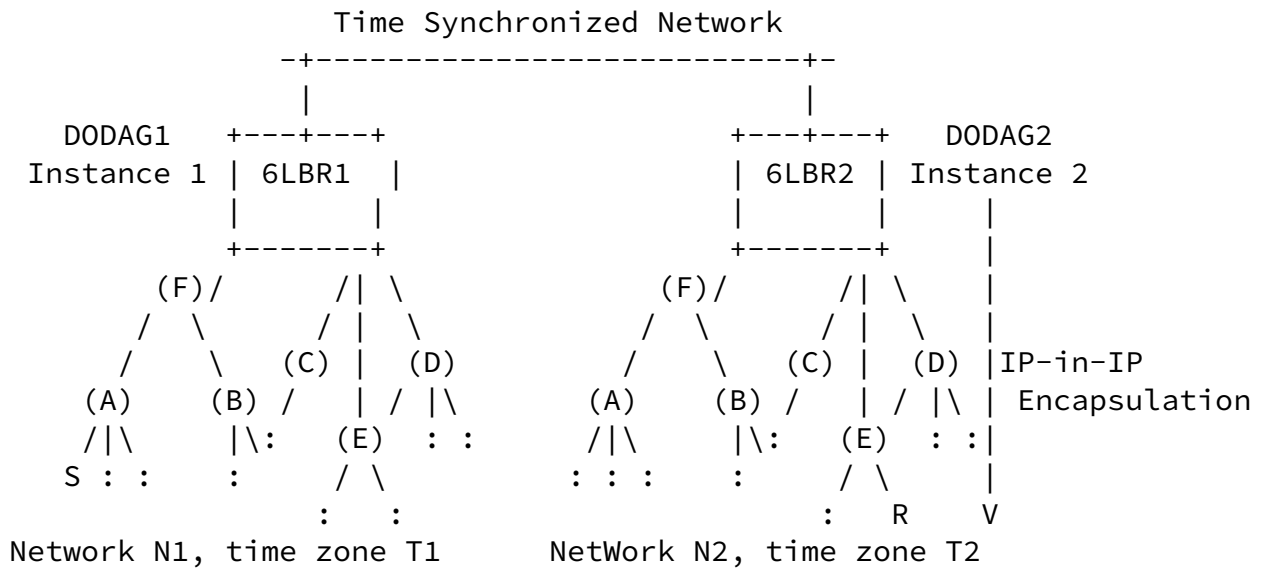 Time Synchronized Network
               -+---------------------------+-
                |                           |
   DODAG1   +---+---+                   +---+---+   DODAG2
 Instance 1 | 6LBR1  |                  | 6LBR2 | Instance 2
            |       |                   |       |     |
            +-------+                   +-------+     |
        (F)/      /| \              (F)/      /| \    |
       /  \      / |  \            /  \      / |  \   |
      /    \   (C) |  (D)         /    \   (C) |  (D) |IP-in-IP
    (A)    (B) /   | / |\       (A)    (B) /   | / |\ | Encapsulation
    /|\     |\:   (E)  : :      /|\     |\:   (E)  : :|
   S : :    :     / \          : : :    :     / \     |
                 :   :                       :   R    V
Network N1, time zone T1      NetWork N2, time zone T2